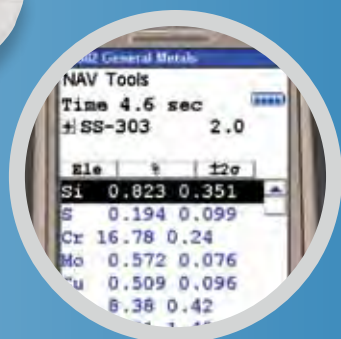 General Metals
NAV Tools
Time 4.6 sec
+ SS-303 2.0
Ele % ±2σ
Si 0.823 0.351
S 0.194 0.099
Cr 16.78 0.24
Mo 0.572 0.076
0.509 0.096
8.38 0.42